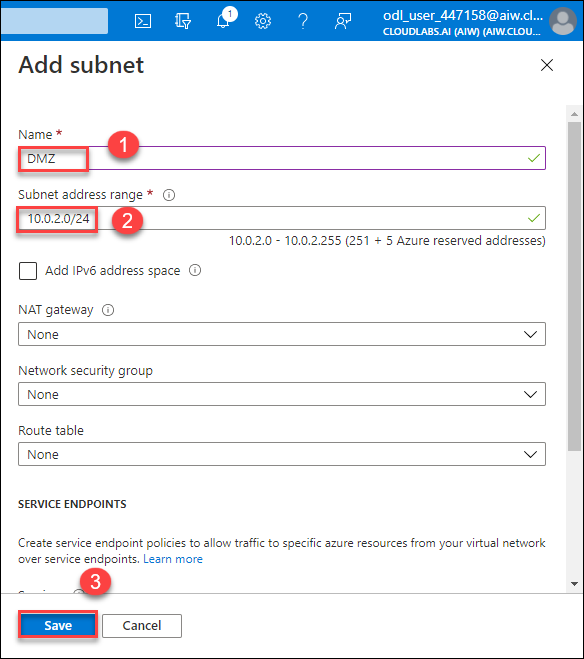 1
odl_user_447158@aiw.cl...
CLOUDLABS.AI (AIW) (AIW.CLOU...
Add subnet
Name *
1
DMZ
Subnet address range *
10.0.2.0/24
2
10.0.2.0 - 10.0.2.255 (251 + 5 Azure reserved addresses)
Add IPv6 address space
NAT gateway
None
Network security group
None
Route table
None
SERVICE ENDPOINTS
Create service endpoint policies to allow traffic to specific azure resources from your virtual network
over service endpoints. Learn more
3
Save
Cancel